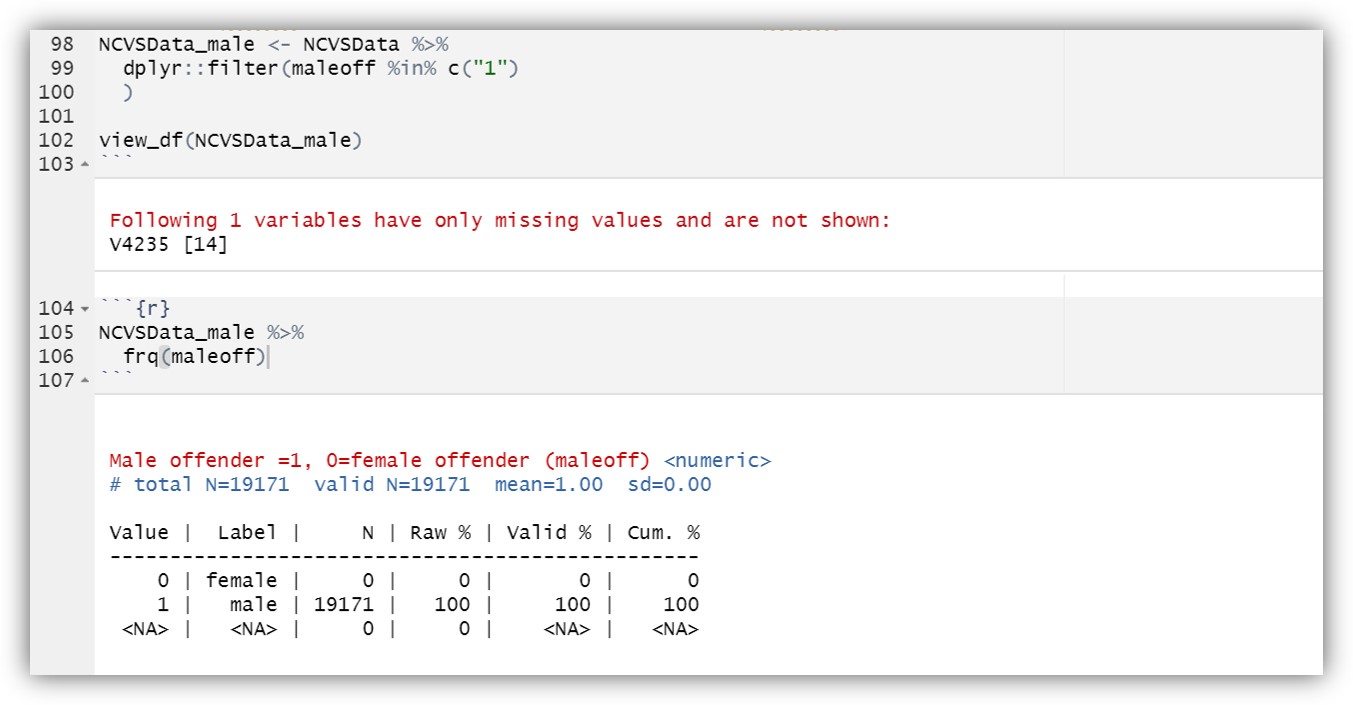 98 NCVSData_male <- NCVSData %>%
99 dplyr::filter(maleoff %in% c("1")
100 )
101
102 view_df(NCVSData_male)
103 ```
Following 1 variables have only missing values and are not shown:
V4235 [14]
104 ```{r}
105 NCVSData_male %>%
106 frq(maleoff)
107 ```
Male offender =1, 0=female offender (maleoff) <numeric>
# total N=19171 valid N=19171 mean=1.00 sd=0.00
Value | Label | N | Raw % | Valid % | Cum. %
-------------------------------------------------
0 | female | 0 | 0 | 0 | 0
1 | male | 19171 | 100 | 100 | 100
<NA> | <NA> | 0 | 0 | <NA> | <NA>